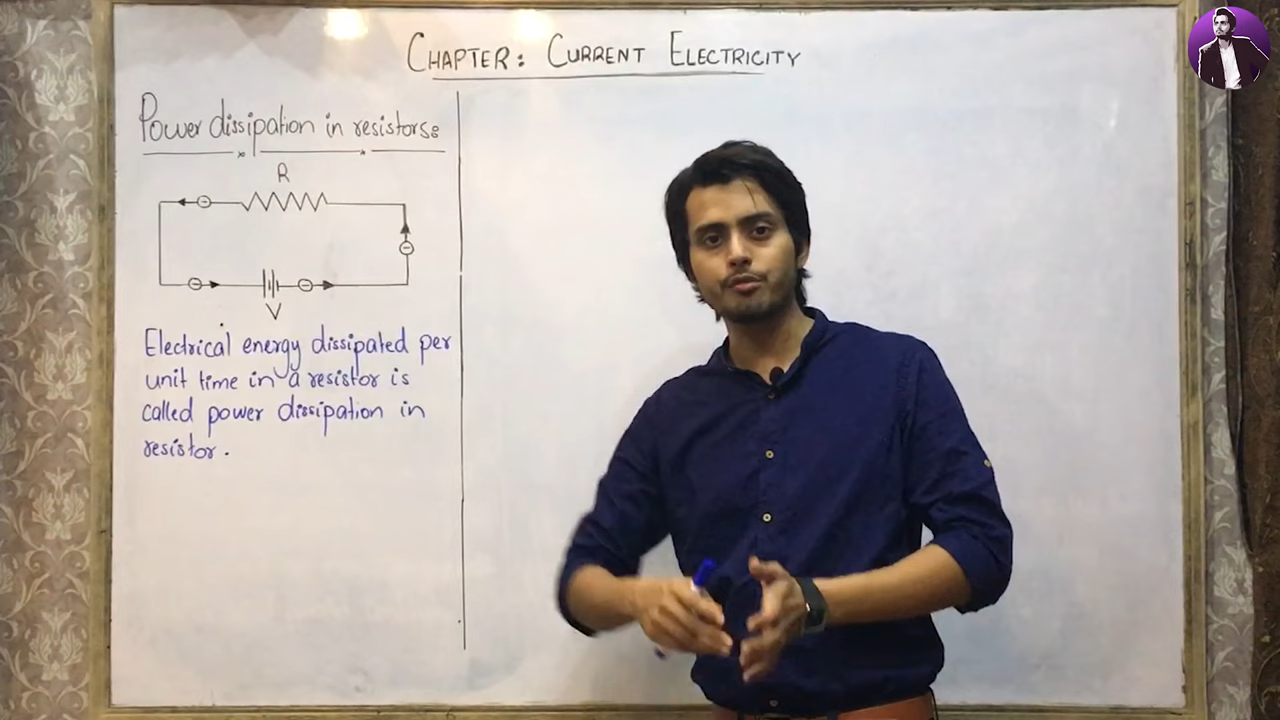 CHAPTER: CURRENT ELECTRICITY
Power dissipation in resistors:
R
V
Electrical energy dissipated per
unit time in a resistor is
called power dissipation in
resistor.